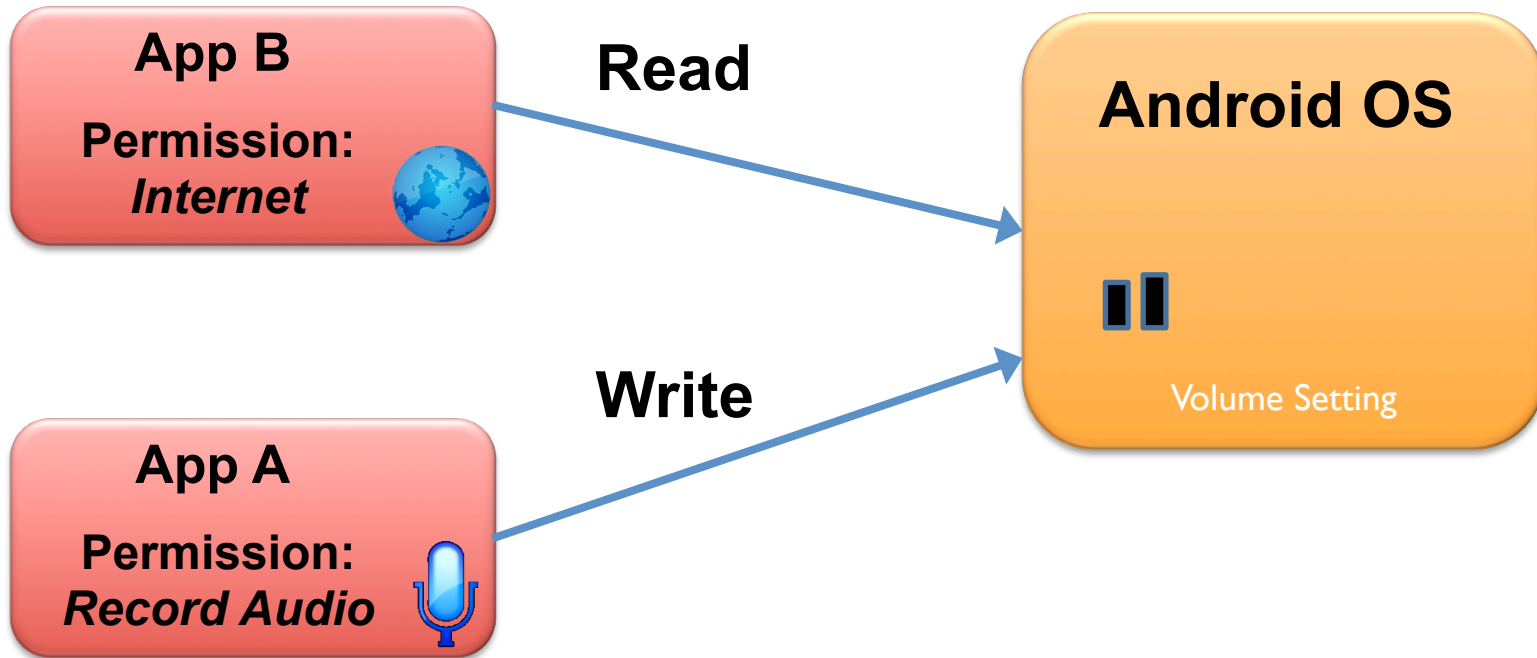 App B
Permission:
Internet
Read
Android OS
Volume Setting
Write
App A
Permission:
Record Audio